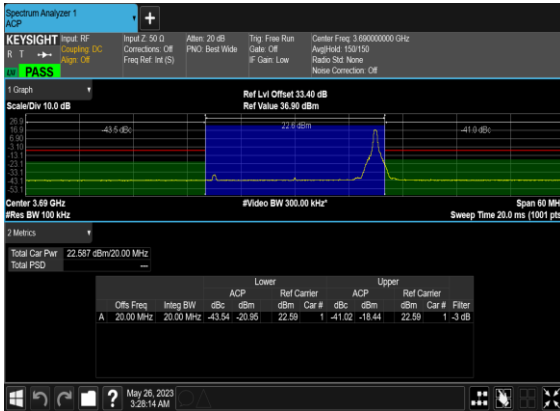 Spectrum Analyzer 1
ACP
+
KEYSIGHT
R T
LXI PASS
Input: RF
Coupling: DC
Align: Off
Input Z: 50 Ω
Corrections: Off
Freq Ref: Int (S)
Atten: 20 dB
PNO: Best Wide
Trig: Free Run
Gate: Off
IF Gain: Low
Center Freq: 3.690000000 GHz
Avg|Hold: 150/150
Radio Std: None
Noise Correction: Off
1 Graph
Scale/Div 10.0 dB
Ref Lvl Offset 33.40 dB
Ref Value 36.90 dBm
26.9
16.9
6.90
-3.10
-13.1
-23.1
-33.1
-43.1
-53.1
-43.5 dBc
22.6 dBm
-41.0 dBc
Center 3.69 GHz
#Video BW 300.00 kHz*
Span 60 MH
#Res BW 100 kHz
Sweep Time 20.0 ms (1001 pts
2 Metrics
Total Car Pwr 22.587 dBm/20.00 MHz
Total PSD ---
Lower Upper
ACP Ref Carrier ACP Ref Carrier
Offs Freq Integ BW dBc dBm dBm Car # dBc dBm dBm Car # Filter
A 20.00 MHz 20.00 MHz -43.54 -20.95 22.59 1 -41.02 -18.44 22.59 1 -3 dB
?
May 26, 2023
3:28:14 AM